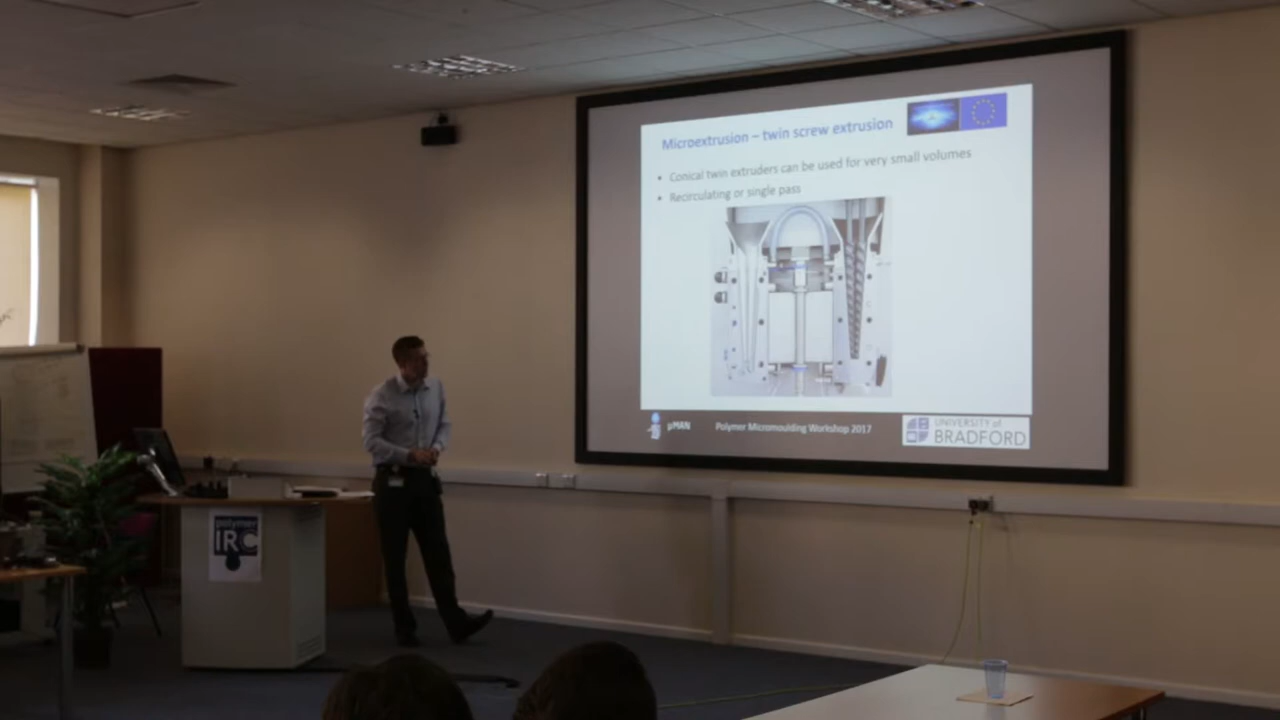 Microextrusion – twin screw extrusion
• Conical twin extruders can be used for very small volumes
• Recirculating or single pass
µMAN
Polymer Micromoulding Workshop 2017
UNIVERSITY of
BRADFORD
polymer
IRC